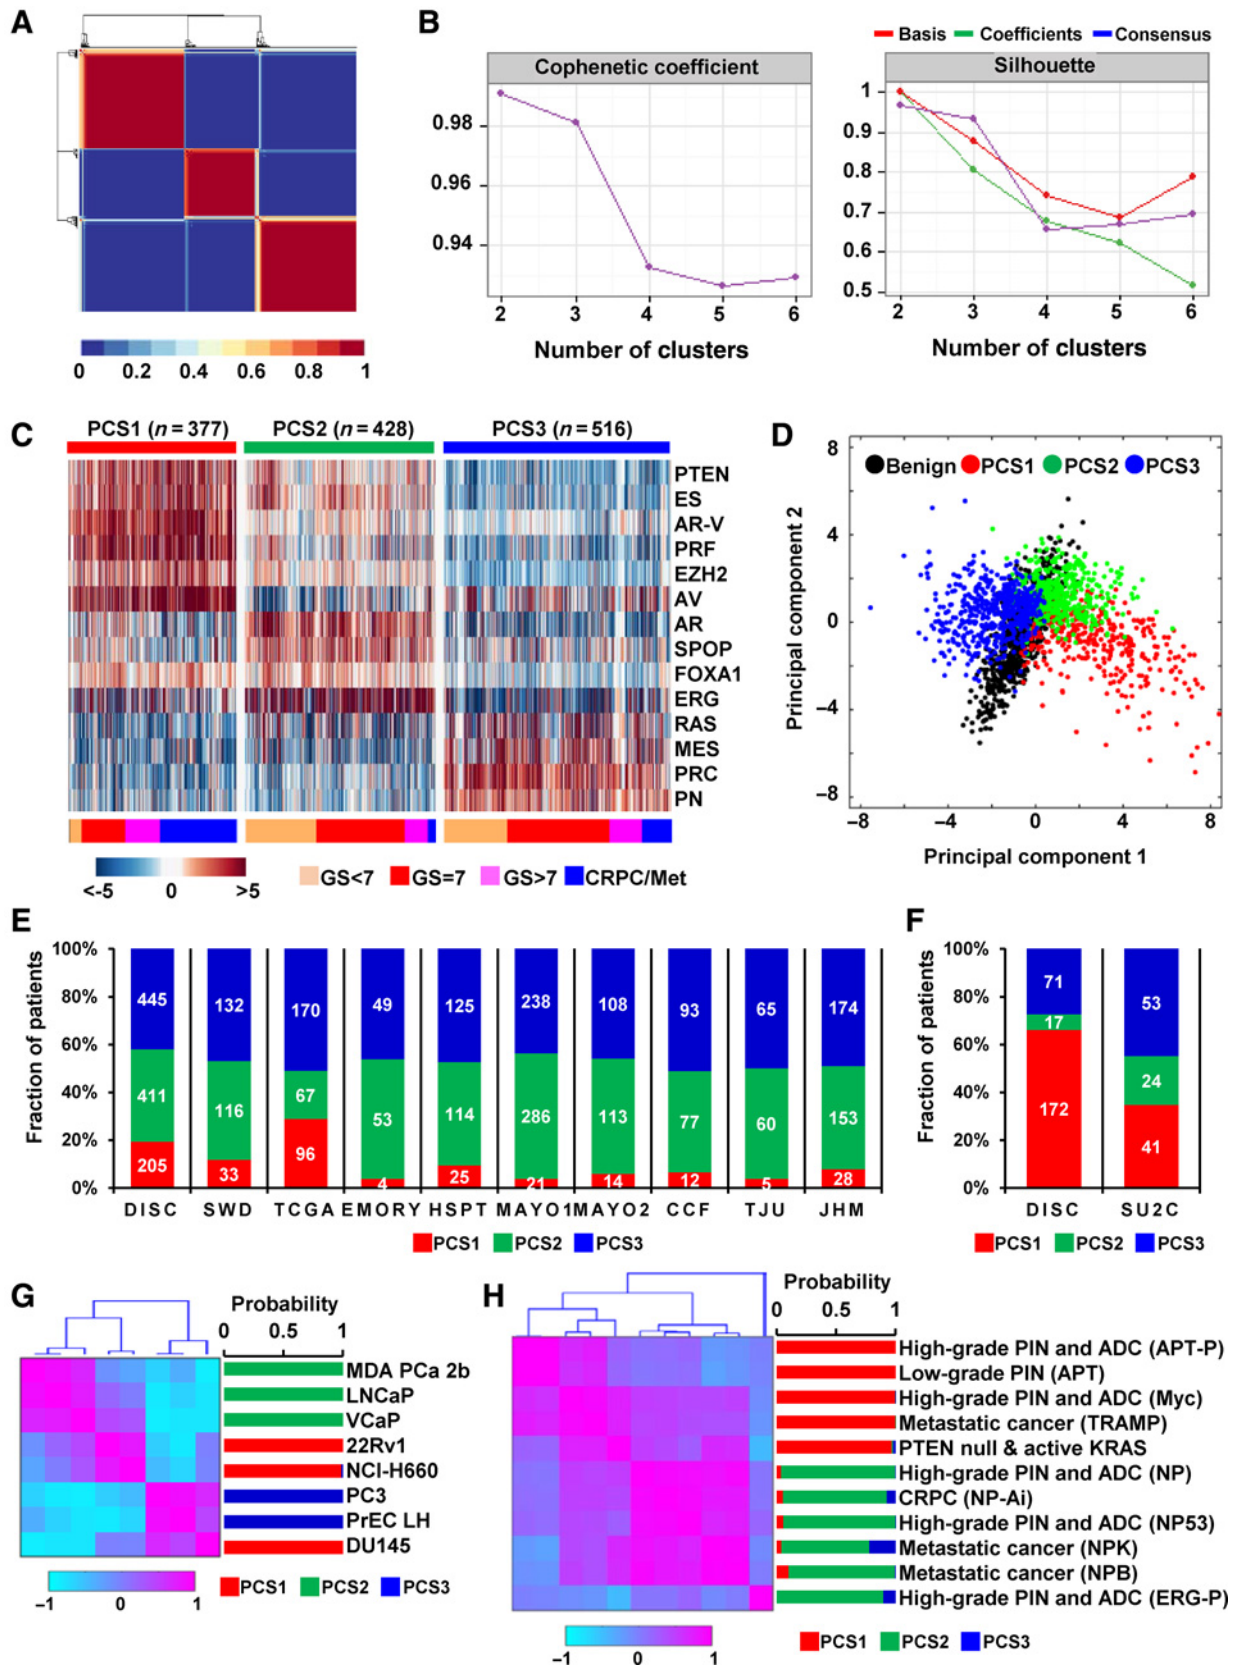 A
0 0.2 0.4 0.6 0.8 1
B
Cophenetic coefficient
0.98
0.96
0.94
2 3 4 5 6
Number of clusters
Basis Coefficients Consensus
Silhouette
1
0.9
0.8
0.7
0.6
0.5
2 3 4 5 6
Number of clusters
C
PCS1 (n = 377) PCS2 (n = 428) PCS3 (n = 516)
PTEN
ES
AR-V
PRF
EZH2
AV
AR
SPOP
FOXA1
ERG
RAS
MES
PRC
PN
<-5 0 >5
GS<7 GS=7 GS>7 CRPC/Met
D
Benign PCS1 PCS2 PCS3
Principal component 2
8
4
0
−4
−8
−8 −4 0 4 8
Principal component 1
E
Fraction of patients
100%
80%
60%
40%
20%
0%
445 132 170 49 125 238 108 93 65 174
411 116 67 53 114 286 113 77 60 153
205 33 96 4 25 21 14 12 5 28
DISC SWD TCGA EMORY HSPT MAYO1 MAYO2 CCF TJU JHM
PCS1 PCS2 PCS3
F
Fraction of patients
100%
80%
60%
40%
20%
0%
71 53
17 24
172 41
DISC SU2C
PCS1 PCS2 PCS3
G
Probability
0 0.5 1
MDA PCa 2b
LNCaP
VCaP
22Rv1
NCI-H660
PC3
PrEC LH
DU145
−1 0 1
PCS1 PCS2 PCS3
H
Probability
0 0.5 1
High-grade PIN and ADC (APT-P)
Low-grade PIN (APT)
High-grade PIN and ADC (Myc)
Metastatic cancer (TRAMP)
PTEN null & active KRAS
High-grade PIN and ADC (NP)
CRPC (NP-Ai)
High-grade PIN and ADC (NP53)
Metastatic cancer (NPK)
Metastatic cancer (NPB)
High-grade PIN and ADC (ERG-P)
−1 0 1
PCS1 PCS2 PCS3